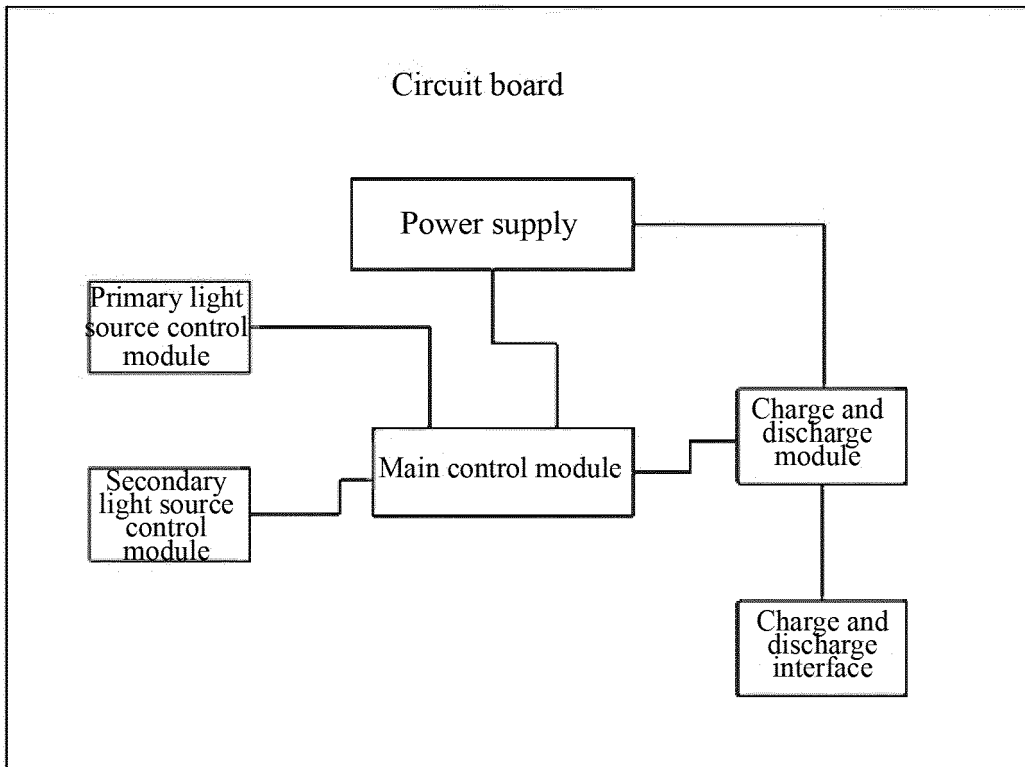 Circuit board
Power supply
Primary light
source control
module
Main control module
Secondary light
source control
module
Charge and
discharge
module
Charge and
discharge
interface